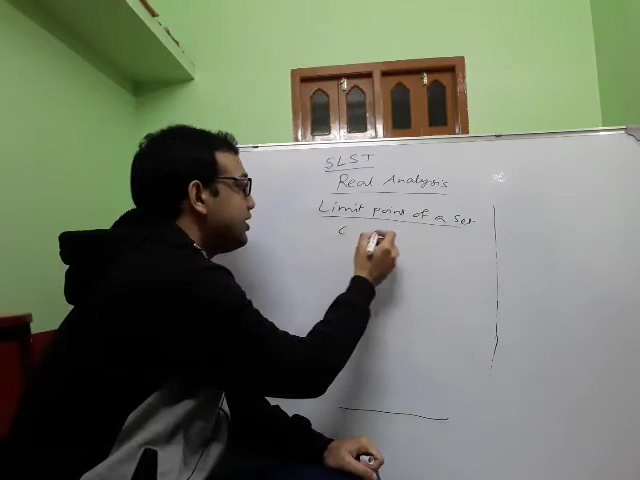 SLST
Real Analysis
Limit point of a Set
(